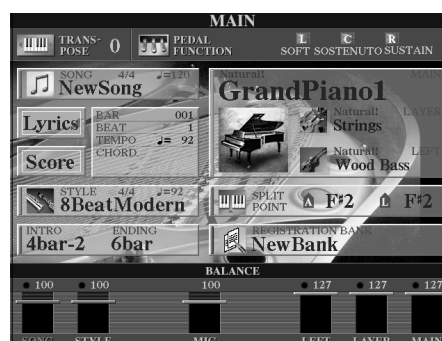 MAIN
TRANS-
POSE 0
PEDAL
FUNCTION
L C R
SOFT SOSTENUTO SUSTAIN
SONG 4/4 ♩=120
NewSong
Natural! MAIN
GrandPiano1
Lyrics
BAR 001
BEAT 1
TEMPO ♩= 92
CHORD
Natural! LAYER
Strings
Score
Natural! LEFT
Wood Bass
STYLE 4/4 ♩=92
8BeatModern
SPLIT
POINT A F♯2 L F♯2
INTRO ENDING
4bar-2 6bar
REGISTRATION BANK
NewBank
BALANCE
100 100 100 127 127 127
SONG STYLE MIC LEFT LAYER MAIN